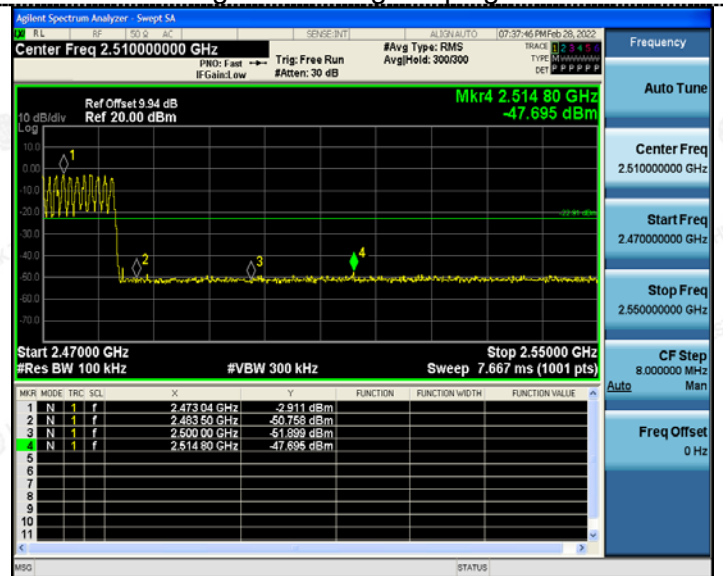 Agilent Spectrum Analyzer - Swept SA
RL RF 50 Ω AC SENSE:INT ALIGN AUTO 07:37:46 PM Feb 28, 2022
Center Freq 2.510000000 GHz
PNO: Fast
IFGain:Low
Trig: Free Run
#Atten: 30 dB
#Avg Type: RMS
Avg|Hold: 300/300
TRACE 1 2 3 4 5 6
TYPE M W W W W W
DET P P P P P P
Ref Offset 9.94 dB
10 dB/div Ref 20.00 dBm
Log
Mkr4 2.514 80 GHz
-47.695 dBm
10.0
0.00
-10.0
-20.0
-30.0
-40.0
-50.0
-60.0
-70.0
1
2
3
4
-22.91 dBm
Start 2.47000 GHz Stop 2.55000 GHz
#Res BW 100 kHz #VBW 300 kHz Sweep 7.667 ms (1001 pts)
MKR MODE TRC SCL X Y FUNCTION FUNCTION WIDTH FUNCTION VALUE
1 N 1 f 2.473 04 GHz -2.911 dBm
2 N 1 f 2.483 50 GHz -50.758 dBm
3 N 1 f 2.500 00 GHz -51.899 dBm
4 N 1 f 2.514 80 GHz -47.695 dBm
5
6
7
8
9
10
11
MSG STATUS
Frequency
Auto Tune
Center Freq
2.510000000 GHz
Start Freq
2.470000000 GHz
Stop Freq
2.550000000 GHz
CF Step
8.000000 MHz
Auto Man
Freq Offset
0 Hz